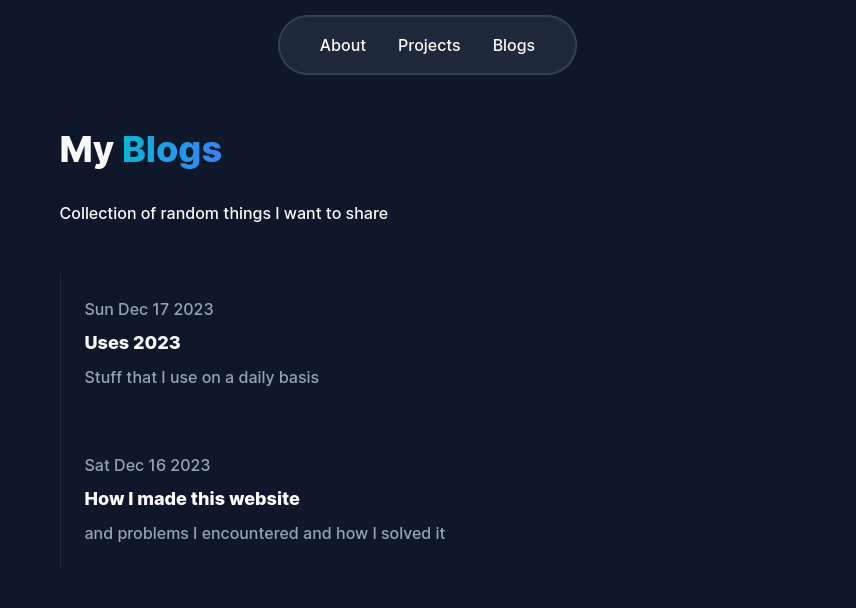 About Projects Blogs
My Blogs
Collection of random things I want to share
Sun Dec 17 2023
Uses 2023
Stuff that I use on a daily basis
Sat Dec 16 2023
How I made this website
and problems I encountered and how I solved it